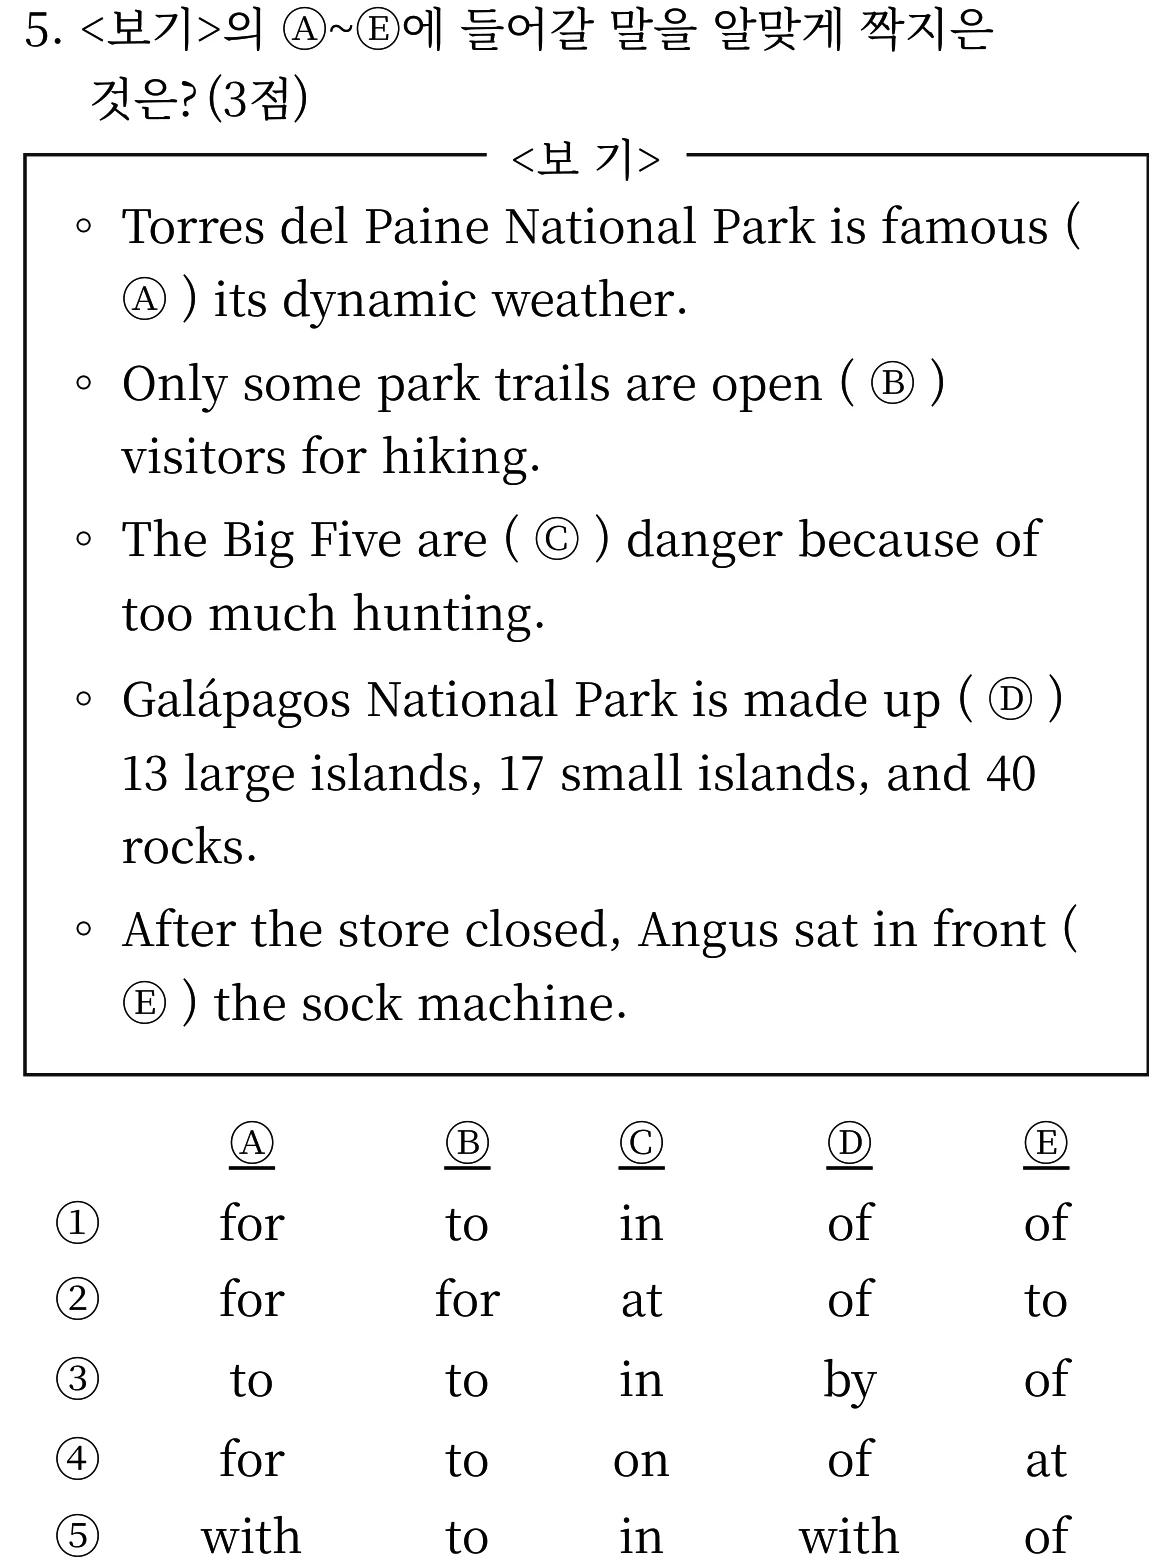 5. <보기>의 Ⓐ~Ⓔ에 들어갈 말을 알맞게 짝지은
것은? (3점)
<보 기>
◦ Torres del Paine National Park is famous (
Ⓐ ) its dynamic weather.
◦ Only some park trails are open ( Ⓑ )
visitors for hiking.
◦ The Big Five are ( Ⓒ ) danger because of
too much hunting.
◦ Galápagos National Park is made up ( Ⓓ )
13 large islands, 17 small islands, and 40
rocks.
◦ After the store closed, Angus sat in front (
Ⓔ ) the sock machine.
Ⓐ Ⓑ Ⓒ Ⓓ Ⓔ
① for to in of of
② for for at of to
③ to to in by of
④ for to on of at
⑤ with to in with of